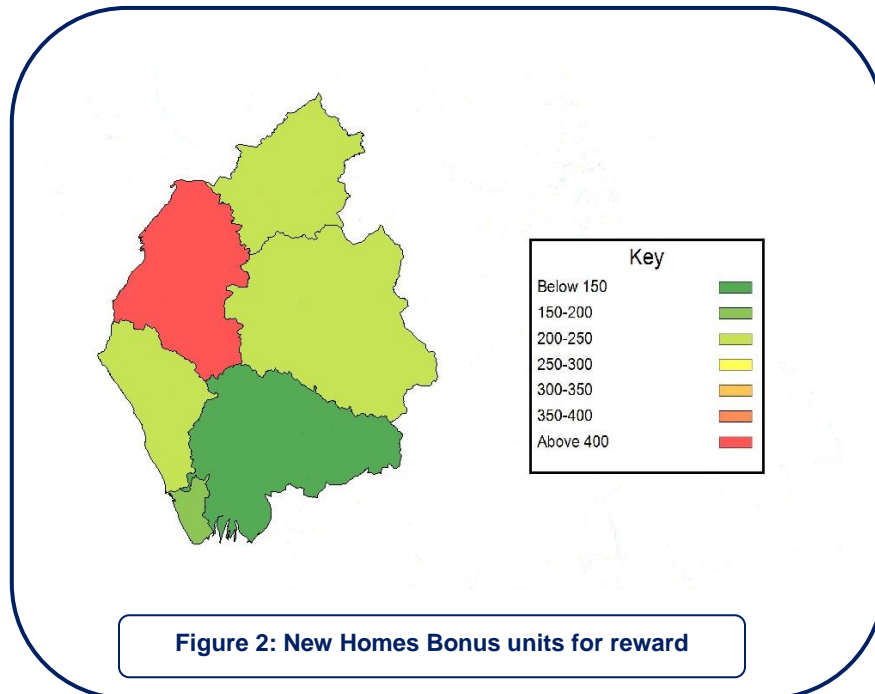 Key
Below 150
150-200
200-250
250-300
300-350
350-400
Above 400
Figure 2: New Homes Bonus units for reward